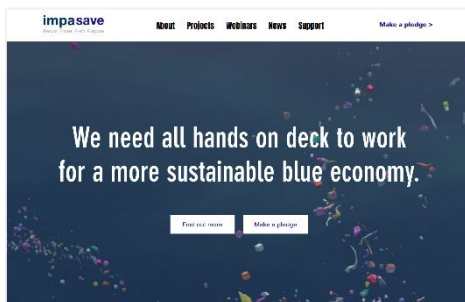 impasave
About Projects Webinars News Support
Make a pledge >
We need all hands on deck to work
for a more sustainable blue economy.
Find out more
Make a pledge